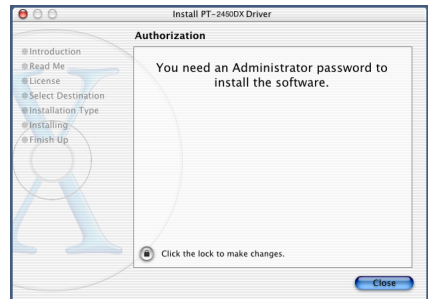 Install PT-2450DX Driver
Authorization
Introduction
Read Me
License
Select Destination
Installation Type
Installing
Finish Up
You need an Administrator password to
install the software.
Click the lock to make changes.
Close